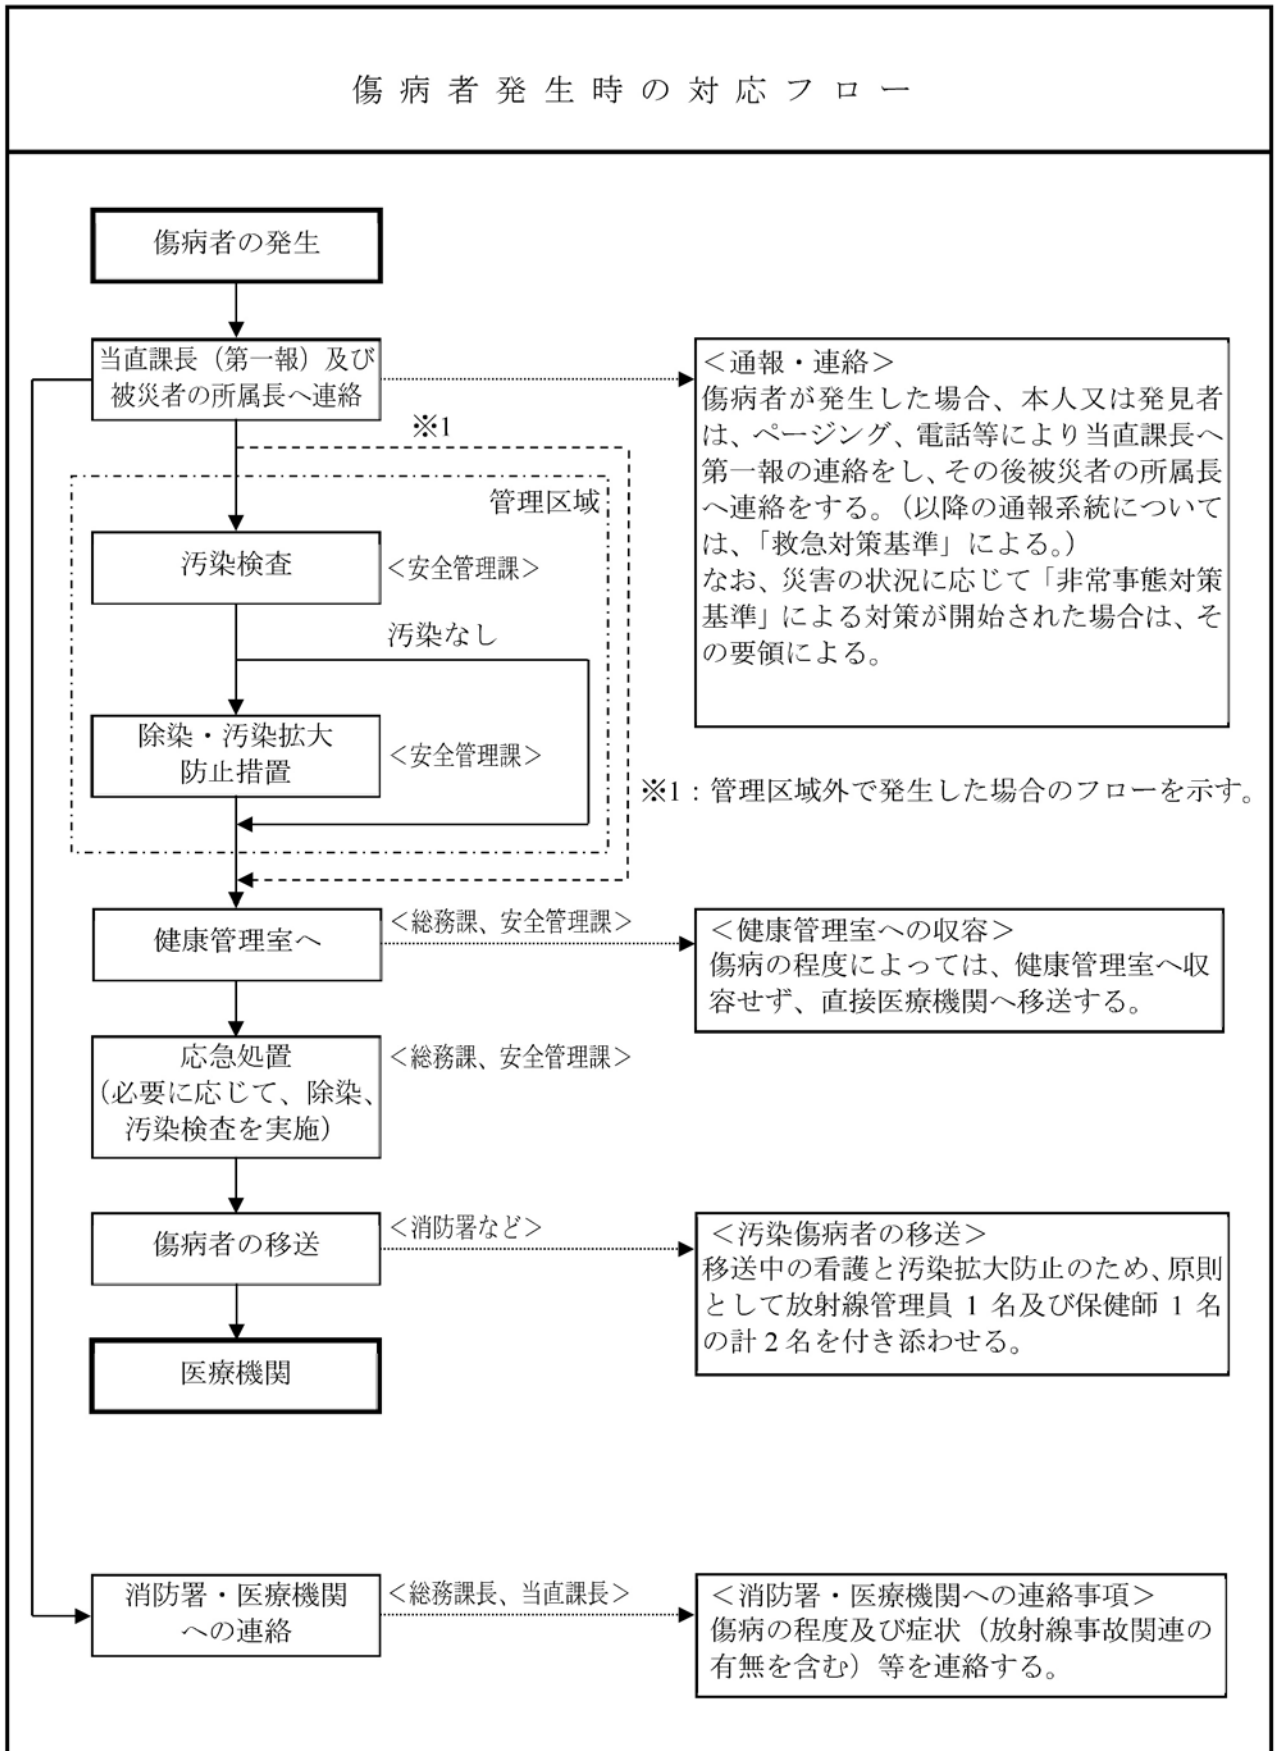 傷病者発生時の対応フロー
傷病者の発生
当直課長（第一報）及び
被災者の所属長へ連絡
＜通報・連絡＞
傷病者が発生した場合、本人又は発見者
は、ページング、電話等により当直課長へ
第一報の連絡をし、その後被災者の所属長
へ連絡をする。（以降の通報系統について
は、「救急対策基準」による。）
なお、災害の状況に応じて「非常事態対策
基準」による対策が開始された場合は、そ
の要領による。
※1
管理区域
汚染検査
＜安全管理課＞
汚染なし
除染・汚染拡大
防止措置
＜安全管理課＞
※1：管理区域外で発生した場合のフローを示す。
健康管理室へ
＜総務課、安全管理課＞
＜健康管理室への収容＞
傷病の程度によっては、健康管理室へ収
容せず、直接医療機関へ移送する。
応急処置
（必要に応じて、除染、
汚染検査を実施）
＜総務課、安全管理課＞
傷病者の移送
＜消防署など＞
＜汚染傷病者の移送＞
移送中の看護と汚染拡大防止のため、原則
として放射線管理員 1 名及び保健師 1 名
の計 2 名を付き添わせる。
医療機関
消防署・医療機関
への連絡
＜総務課長、当直課長＞
＜消防署・医療機関への連絡事項＞
傷病の程度及び症状（放射線事故関連の
有無を含む）等を連絡する。